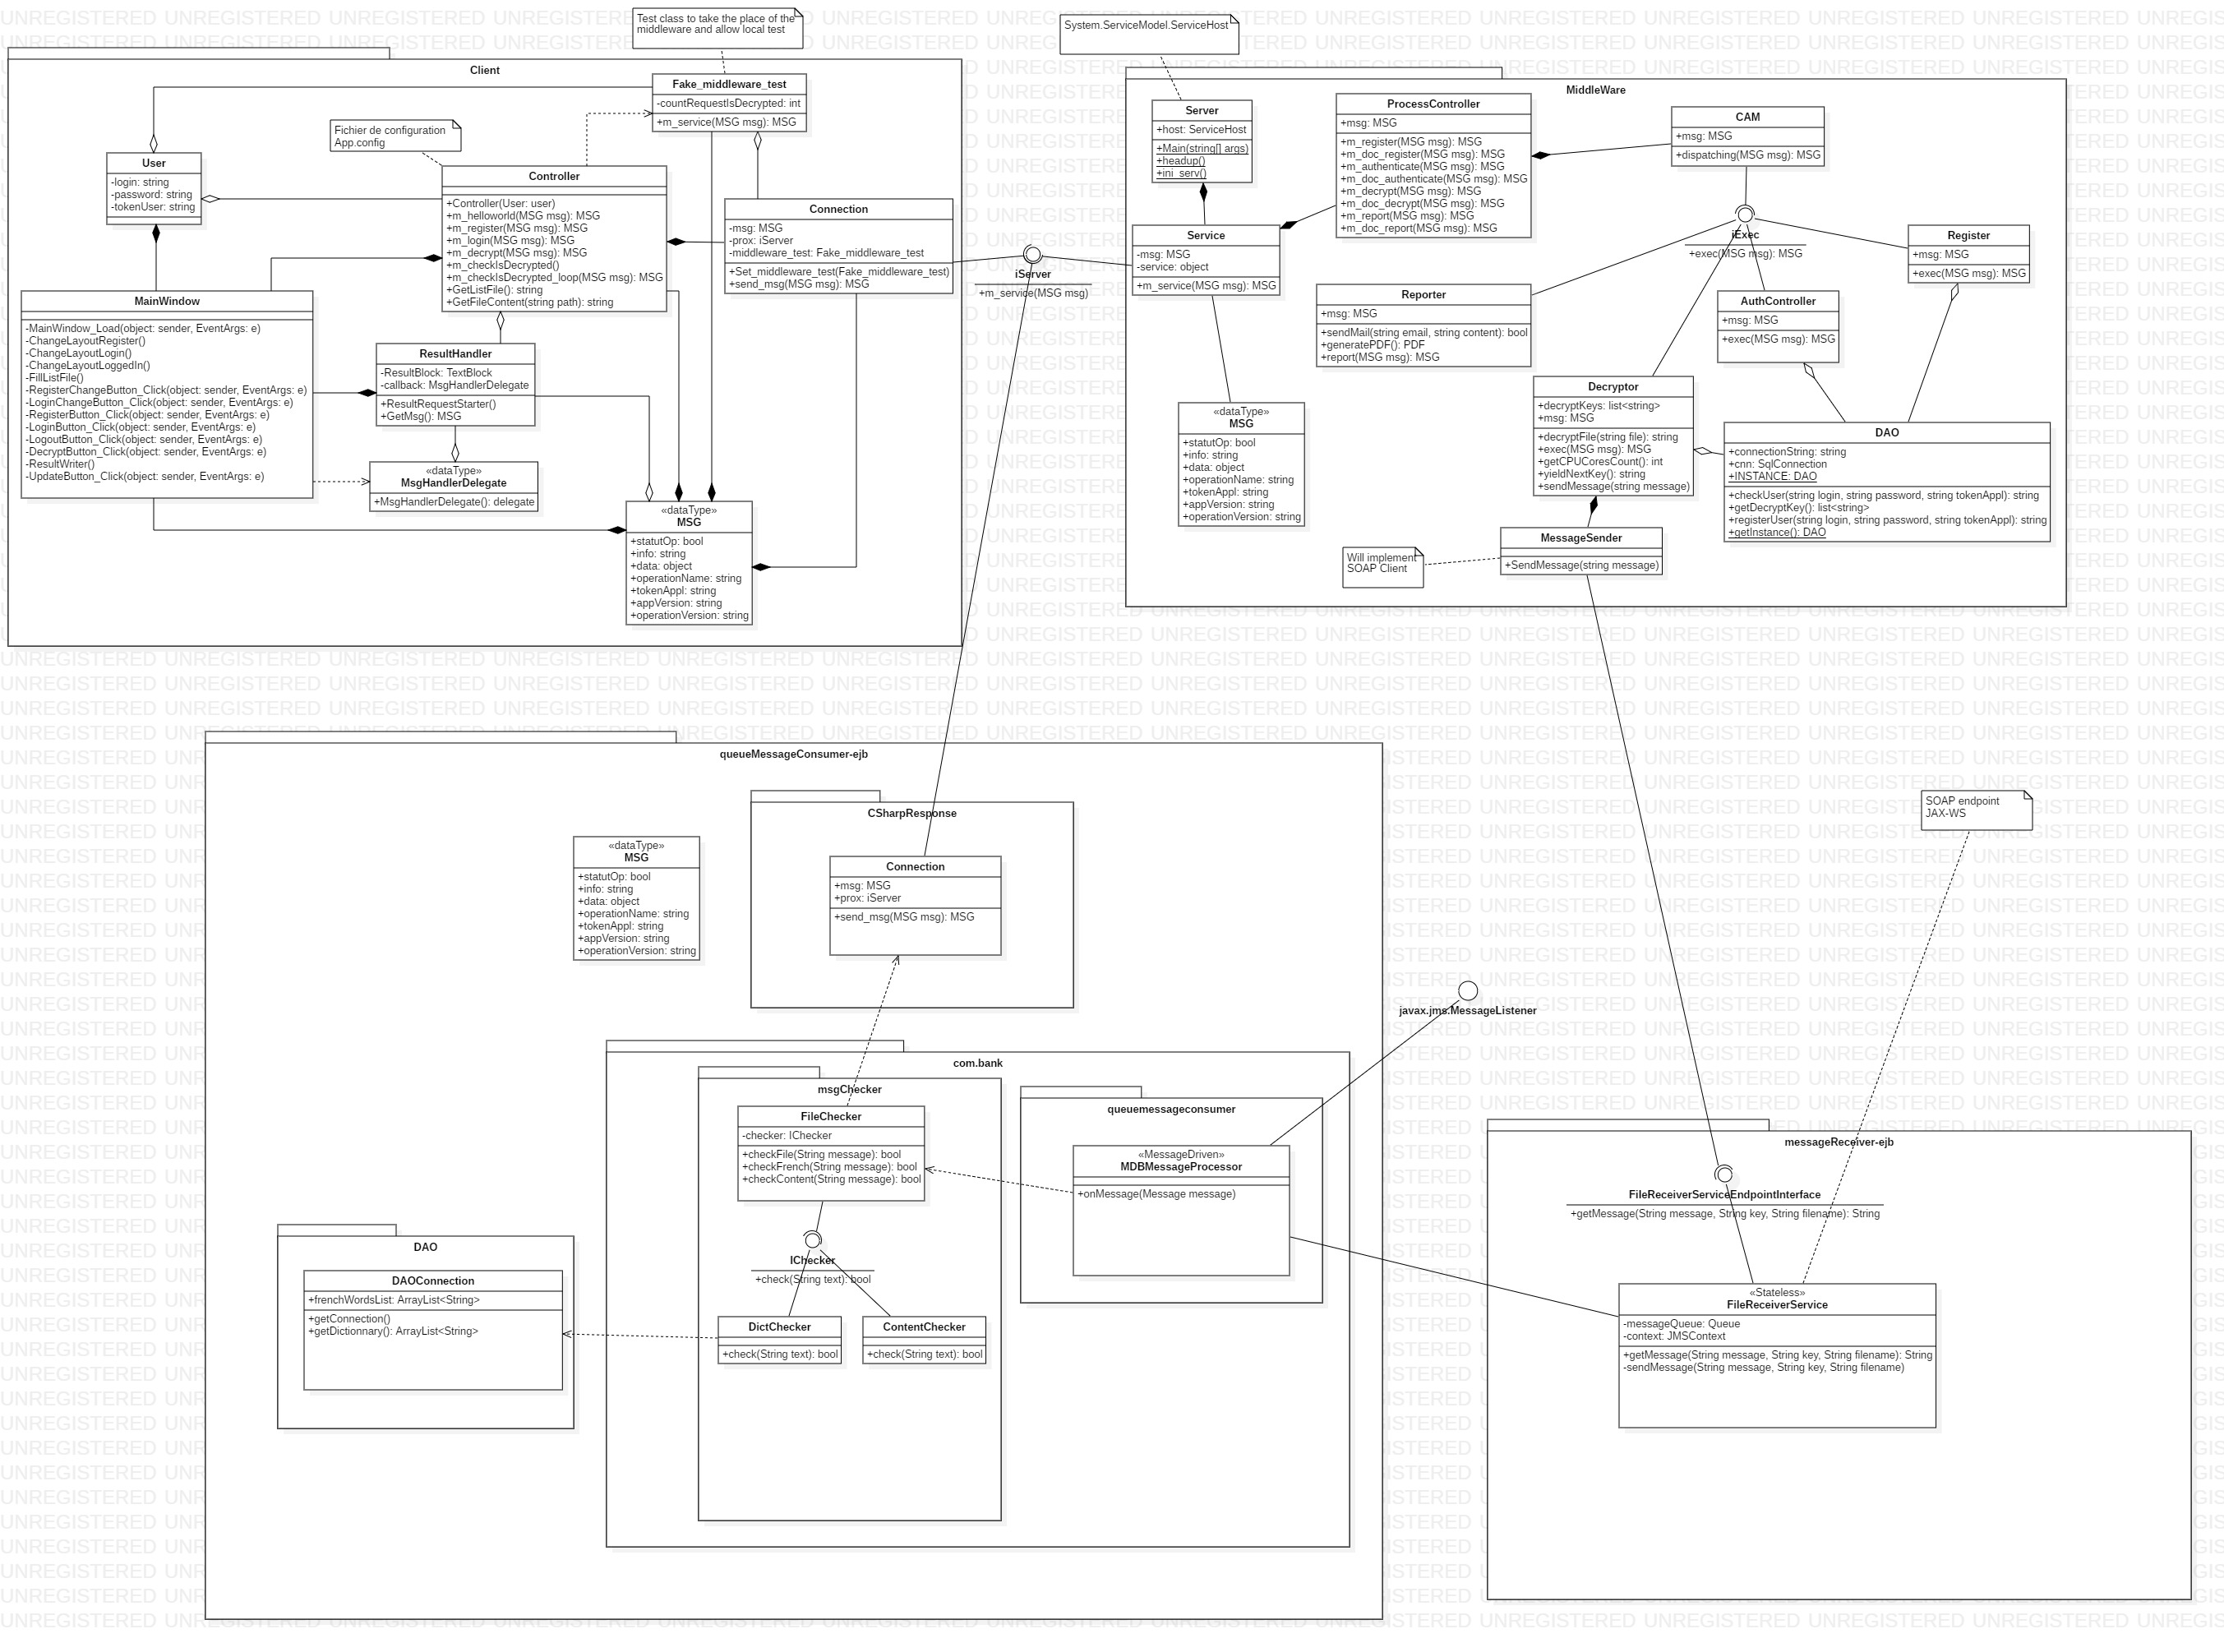 Test class to take the place of the
middleware and allow local test
System.ServiceModel.ServiceHost
Client
Fake_middleware_test
-countRequestIsDecrypted: int
+m_service(MSG msg): MSG
Fichier de configuration
App.config
User
-login: string
-password: string
-tokenUser: string
Controller
+Controller(User: user)
+m_helloworld(MSG msg): MSG
+m_register(MSG msg): MSG
+m_login(MSG msg): MSG
+m_decrypt(MSG msg): MSG
+m_checkIsDecrypted()
+m_checkIsDecrypted_loop(MSG msg): MSG
+GetListFile(): string
+GetFileContent(string path): string
Connection
-msg: MSG
-prox: iServer
-middleware_test: Fake_middleware_test
+Set_middleware_test(Fake_middleware_test)
+send_msg(MSG msg): MSG
MainWindow
-MainWindow_Load(object: sender, EventArgs: e)
-ChangeLayoutRegister()
-ChangeLayoutLogin()
-ChangeLayoutLoggedIn()
-FillListFile()
-RegisterChangeButton_Click(object: sender, EventArgs: e)
-LoginChangeButton_Click(object: sender, EventArgs: e)
-RegisterButton_Click(object: sender, EventArgs: e)
-LoginButton_Click(object: sender, EventArgs: e)
-LogoutButton_Click(object: sender, EventArgs: e)
-DecryptButton_Click(object: sender, EventArgs: e)
-ResultWriter()
-UpdateButton_Click(object: sender, EventArgs: e)
ResultHandler
-ResultBlock: TextBlock
-callback: MsgHandlerDelegate
+ResultRequestStarter()
+GetMsg(): MSG
«dataType»
MsgHandlerDelegate
+MsgHandlerDelegate(): delegate
«dataType»
MSG
+statutOp: bool
+info: string
+data: object
+operationName: string
+tokenAppl: string
+appVersion: string
+operationVersion: string
iServer
+m_service(MSG msg)
MiddleWare
Server
+host: ServiceHost
+Main(string[] args)
+headup()
+ini_serv()
ProcessController
+msg: MSG
+m_register(MSG msg): MSG
+m_doc_register(MSG msg): MSG
+m_authenticate(MSG msg): MSG
+m_doc_authenticate(MSG msg): MSG
+m_decrypt(MSG msg): MSG
+m_doc_decrypt(MSG msg): MSG
+m_report(MSG msg): MSG
+m_doc_report(MSG msg): MSG
CAM
+msg: MSG
+dispatching(MSG msg): MSG
Service
-msg: MSG
-service: object
+m_service(MSG msg): MSG
iExec
+exec(MSG msg): MSG
Register
+msg: MSG
+exec(MSG msg): MSG
Reporter
+msg: MSG
+sendMail(string email, string content): bool
+generatePDF(): PDF
+report(MSG msg): MSG
AuthController
+msg: MSG
+exec(MSG msg): MSG
Decryptor
+decryptKeys: list<string>
+msg: MSG
+decryptFile(string file): string
+exec(MSG msg): MSG
+getCPUCoresCount(): int
+yieldNextKey(): string
+sendMessage(string message)
«dataType»
MSG
+statutOp: bool
+info: string
+data: object
+operationName: string
+tokenAppl: string
+appVersion: string
+operationVersion: string
DAO
+connectionString: string
+cnn: SqlConnection
+INSTANCE: DAO
+checkUser(string login, string password, string tokenAppl): string
+getDecryptKey(): list<string>
+registerUser(string login, string password, string tokenAppl): string
+getInstance(): DAO
MessageSender
+SendMessage(string message)
Will implement
SOAP Client
queueMessageConsumer-ejb
CSharpResponse
Connection
+msg: MSG
+prox: iServer
+send_msg(MSG msg): MSG
«dataType»
MSG
+statutOp: bool
+info: string
+data: object
+operationName: string
+tokenAppl: string
+appVersion: string
+operationVersion: string
javax.jms.MessageListener
com.bank
msgChecker
FileChecker
-checker: IChecker
+checkFile(String message): bool
+checkFrench(String message): bool
+checkContent(String message): bool
IChecker
+check(String text): bool
DictChecker
+check(String text): bool
ContentChecker
+check(String text): bool
queuemessageconsumer
«MessageDriven»
MDBMessageProcessor
+onMessage(Message message)
DAO
DAOConnection
+frenchWordsList: ArrayList<String>
+getConnection()
+getDictionnary(): ArrayList<String>
SOAP endpoint
JAX-WS
messageReceiver-ejb
FileReceiverServiceEndpointInterface
+getMessage(String message, String key, String filename): String
«Stateless»
FileReceiverService
-messageQueue: Queue
-context: JMSContext
+getMessage(String message, String key, String filename): String
-sendMessage(String message, String key, String filename)